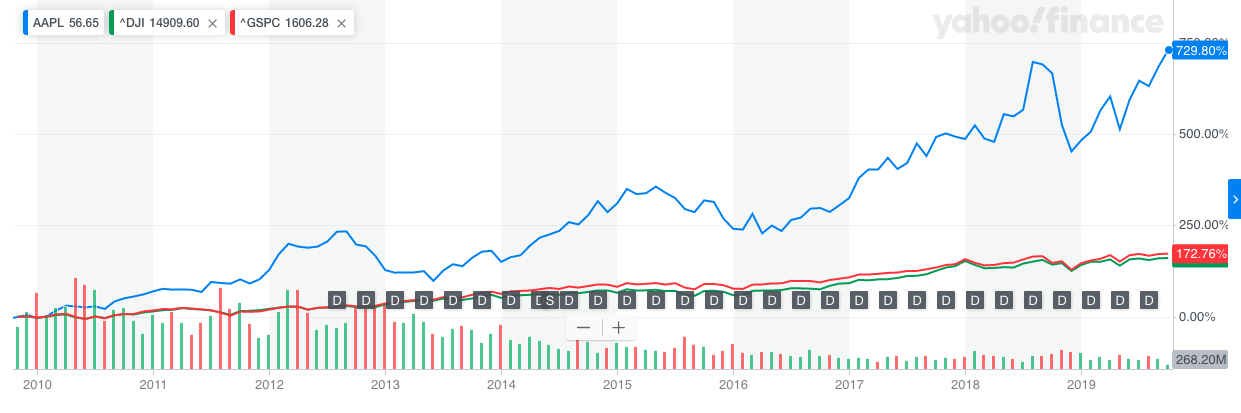 AAPL 56.65 ^DJI 14909.60 × ^GSPC 1606.28 ×
yahoo!finance
729.80%
500.00%
250.00%
172.76%
D D D D D D D D S D D D D D D D D D D D D D D D D D D D D D
0.00%
− +
268.20M
2010 2011 2012 2013 2014 2015 2016 2017 2018 2019